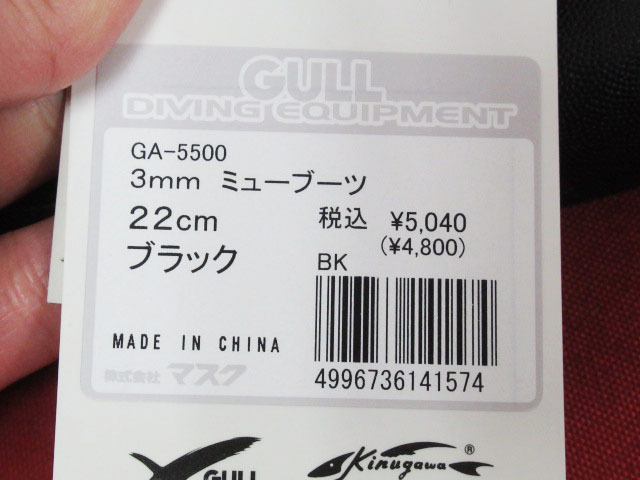 GULL
DIVING EQUIPMENT
GA-5500
3mm ミューブーツ
22cm 税込 ¥5,040
(¥4,800)
ブラック BK
MADE IN CHINA
株式会社 マスク
4996736141574
GULL Kinugawa®